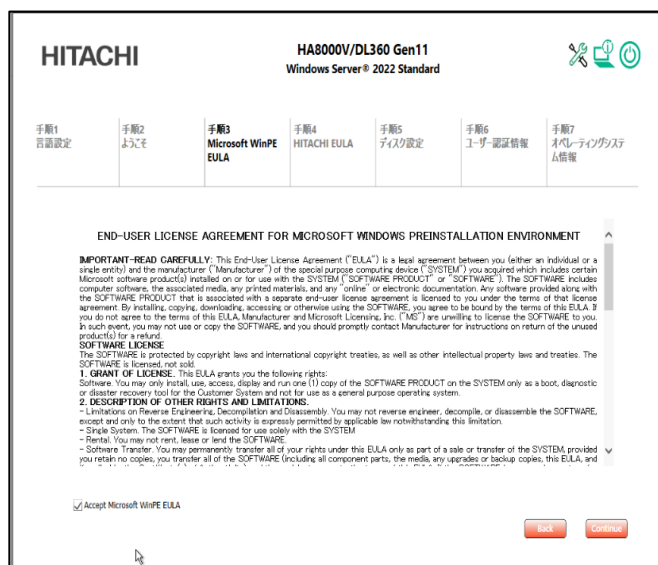 HITACHI
HA8000V/DL360 Gen11
Windows Server® 2022 Standard
手順1
言語設定
手順2
ようこそ
手順3
Microsoft WinPE
EULA
手順4
HITACHI EULA
手順5
ディスク設定
手順6
ユーザー認証情報
手順7
オペレーティングシステ
ム情報
END-USER LICENSE AGREEMENT FOR MICROSOFT WINDOWS PREINSTALLATION ENVIRONMENT
IMPORTANT-READ CAREFULLY: This End-User License Agreement ("EULA") is a legal agreement between you (either an individual or a
single entity) and the manufacturer ("Manufacturer") of the special purpose computing device ("SYSTEM") you acquired which includes certain
Microsoft software product(s) installed on or for use with the SYSTEM ("SOFTWARE PRODUCT" or "SOFTWARE"). The SOFTWARE includes
computer software, the associated media, any printed materials, and any "online" or electronic documentation. Any software provided along with
the SOFTWARE PRODUCT that is associated with a separate end-user license agreement is licensed to you under the terms of that license
agreement. By installing, copying, downloading, accessing or otherwise using the SOFTWARE, you agree to be bound by the terms of this EULA. If
you do not agree to the terms of this EULA, Manufacturer and Microsoft Licensing, Inc. ("MS") are unwilling to license the SOFTWARE to you.
In such event, you may not use or copy the SOFTWARE, and you should promptly contact Manufacturer for instructions on return of the unused
product(s) for a refund.
SOFTWARE LICENSE
The SOFTWARE is protected by copyright laws and international copyright treaties, as well as other intellectual property laws and treaties. The
SOFTWARE is licensed, not sold.
1. GRANT OF LICENSE. This EULA grants you the following rights:
Software. You may only install, use, access, display and run one (1) copy of the SOFTWARE PRODUCT on the SYSTEM only as a boot, diagnostic
or disaster recovery tool for the Customer System and not for use as a general purpose operating system.
2. DESCRIPTION OF OTHER RIGHTS AND LIMITATIONS.
- Limitations on Reverse Engineering, Decompilation and Disassembly. You may not reverse engineer, decompile, or disassemble the SOFTWARE,
except and only to the extent that such activity is expressly permitted by applicable law notwithstanding this limitation.
- Single System. The SOFTWARE is licensed for use solely with the SYSTEM
- Rental. You may not rent, lease or lend the SOFTWARE.
- Software Transfer. You may permanently transfer all of your rights under this EULA only as part of a sale or transfer of the SYSTEM, provided
you retain no copies, you transfer all of the SOFTWARE (including all component parts, the media, any upgrades or backup copies, this EULA, and
Accept Microsoft WinPE EULA
Back
Continue